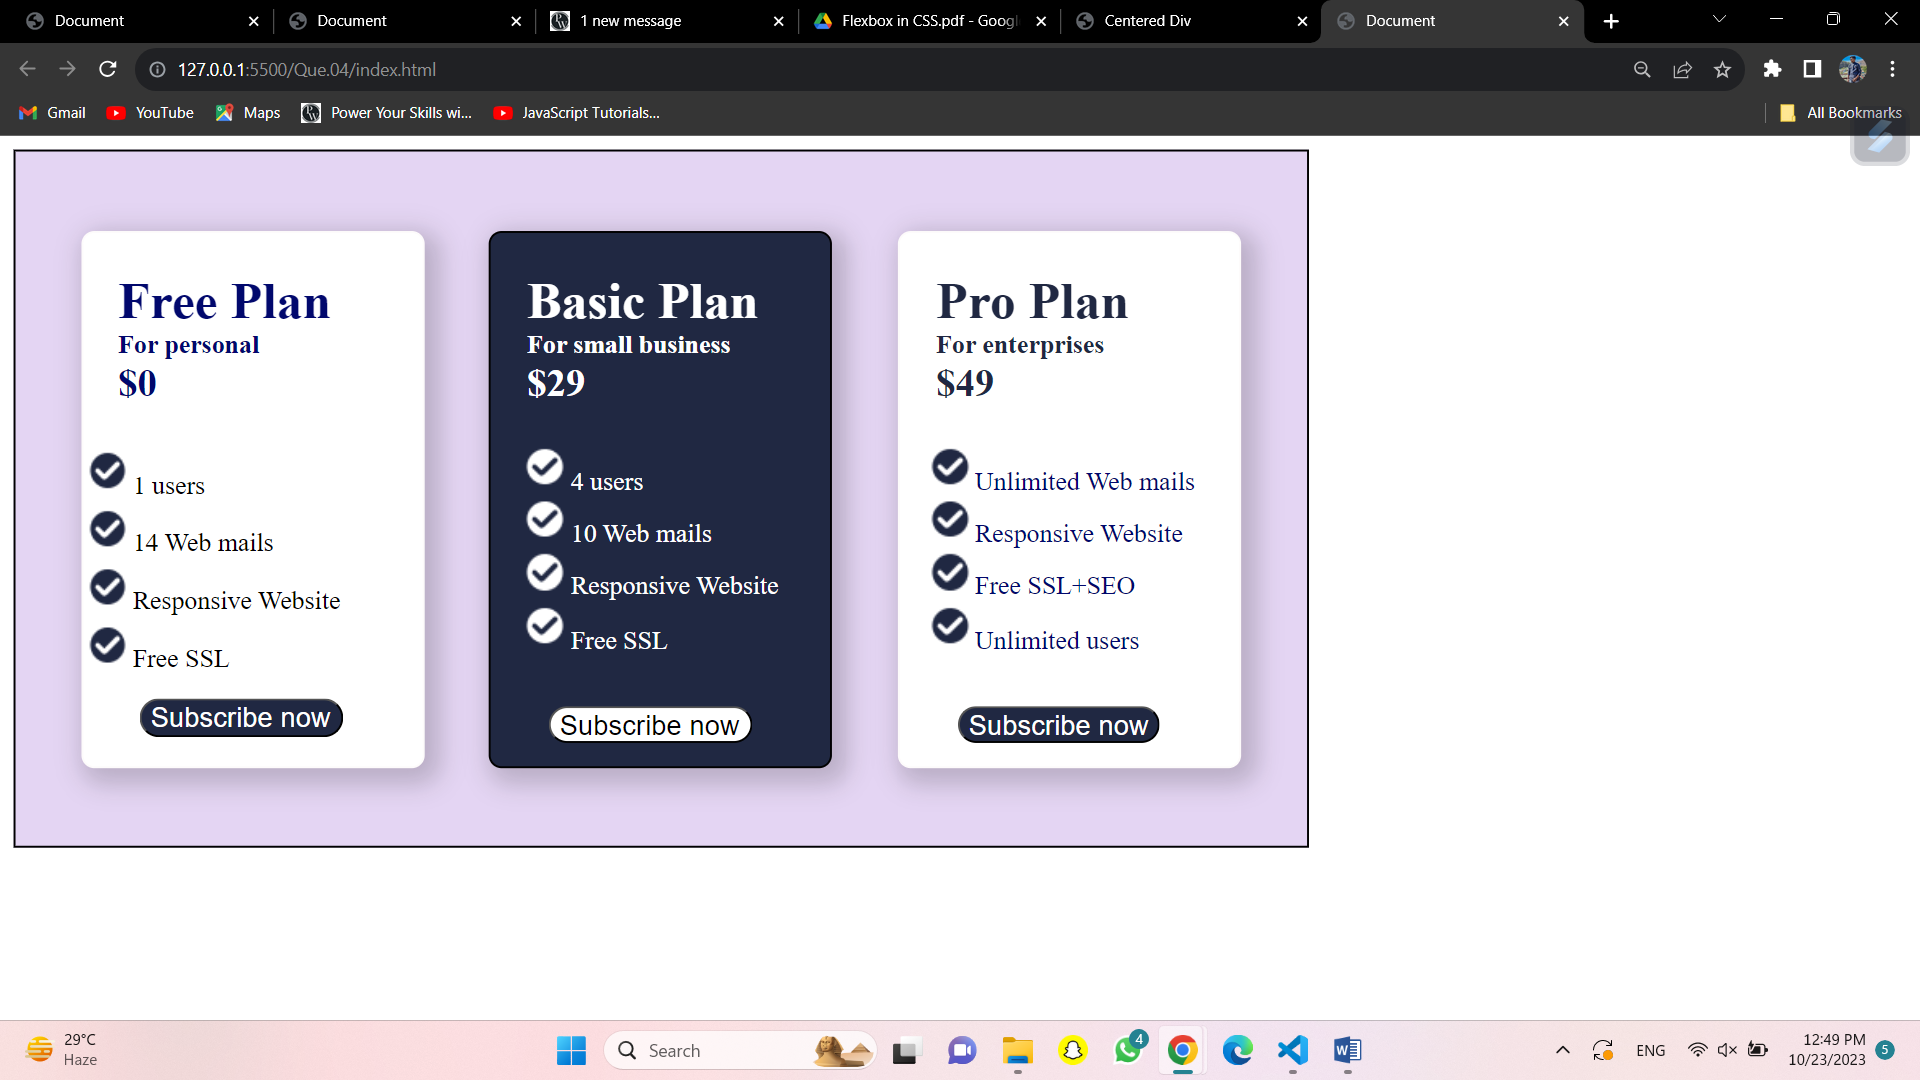 Document
Document
1 new message
Flexbox in CSS.pdf - Googl
Centered Div
Document
127.0.0.1:5500/Que.04/index.html
Gmail
YouTube
Maps
Power Your Skills wi...
JavaScript Tutorials...
All Bookmarks
Free Plan
For personal
$0
1 users
14 Web mails
Responsive Website
Free SSL
Subscribe now
Basic Plan
For small business
$29
4 users
10 Web mails
Responsive Website
Free SSL
Subscribe now
Pro Plan
For enterprises
$49
Unlimited Web mails
Responsive Website
Free SSL+SEO
Unlimited users
Subscribe now
29°C
Haze
Search
4
ENG
12:49 PM
10/23/2023
5